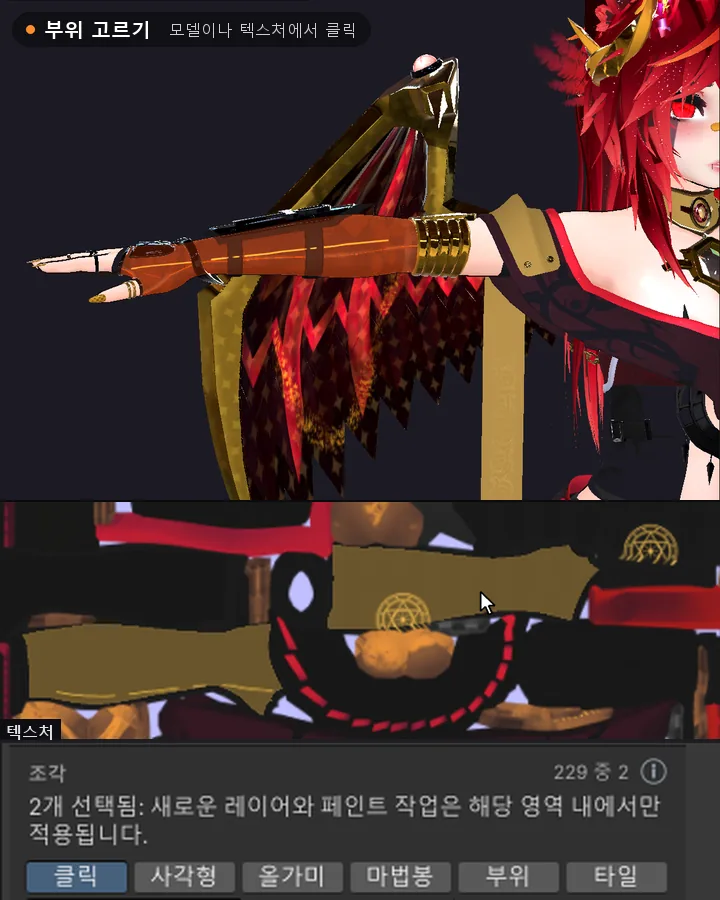 부위 고르기 모델이나 텍스처에서 클릭
텍스처
조각 229 중 2
2개 선택됨: 새로운 레이어와 페인트 작업은 해당 영역 내에서만
적용됩니다.
클릭 사각형 올가미 마법봉 부위 타일